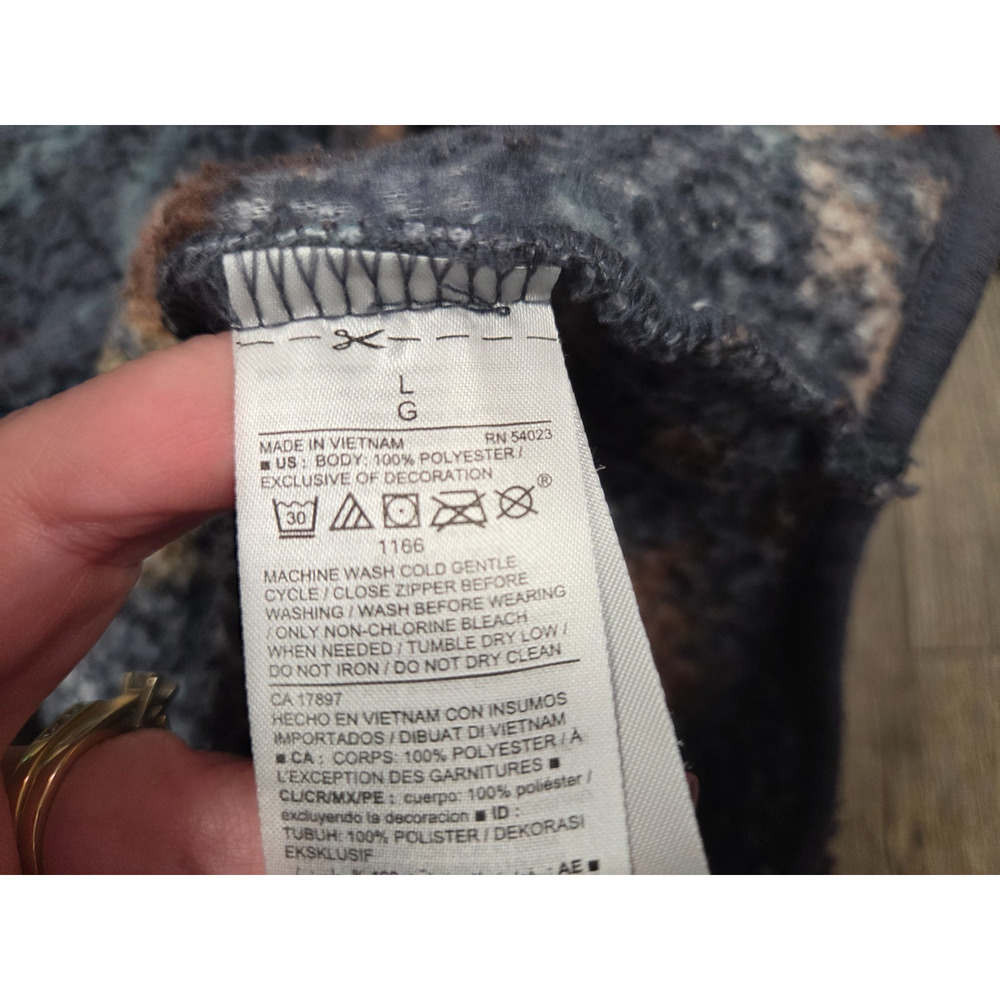 L
G
MADE IN VIETNAM RN 54023
■ US : BODY: 100% POLYESTER /
EXCLUSIVE OF DECORATION
30 ®
1166
MACHINE WASH COLD GENTLE
CYCLE / CLOSE ZIPPER BEFORE
WASHING / WASH BEFORE WEARING
/ ONLY NON-CHLORINE BLEACH
WHEN NEEDED / TUMBLE DRY LOW /
DO NOT IRON / DO NOT DRY CLEAN
CA 17897
HECHO EN VIETNAM CON INSUMOS
IMPORTADOS / DIBUAT DI VIETNAM
■ CA : CORPS: 100% POLYESTER / À
L'EXCEPTION DES GARNITURES ■
CL/CR/MX/PE : cuerpo: 100% poliéster /
excluyendo la decoracion ■ ID :
TUBUH: 100% POLISTER / DEKORASI
EKSKLUSIF
AE ■